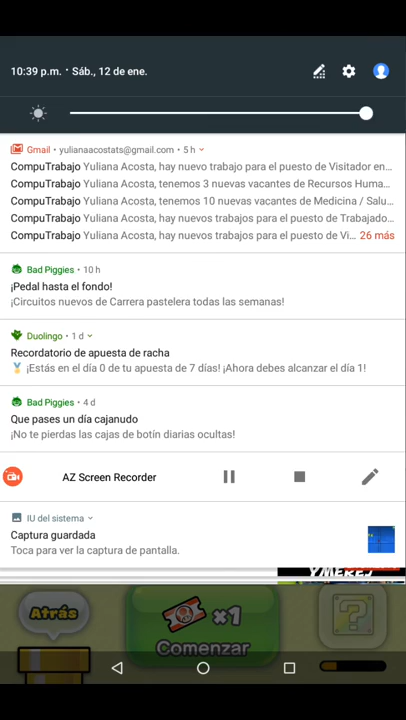 10:39 p.m. · Sáb., 12 de ene.
Gmail · yulianaacostats@gmail.com · 5 h
CompuTrabajo Yuliana Acosta, hay nuevo trabajo para el puesto de Visitador en...
CompuTrabajo Yuliana Acosta, tenemos 3 nuevas vacantes de Recursos Huma...
CompuTrabajo Yuliana Acosta, tenemos 10 nuevas vacantes de Medicina / Salu...
CompuTrabajo Yuliana Acosta, hay nuevos trabajos para el puesto de Trabajado...
CompuTrabajo Yuliana Acosta, hay nuevos trabajos para el puesto de Vi... 26 más
Bad Piggies · 10 h
¡Pedal hasta el fondo!
¡Circuitos nuevos de Carrera pastelera todas las semanas!
Duolingo · 1 d
Recordatorio de apuesta de racha
🏅 ¡Estás en el día 0 de tu apuesta de 7 días! ¡Ahora debes alcanzar el día 1!
Bad Piggies · 4 d
Que pases un día cajanudo
¡No te pierdas las cajas de botín diarias ocultas!
AZ Screen Recorder
IU del sistema
Captura guardada
Toca para ver la captura de pantalla.
Atrás
×1
Comenzar
?